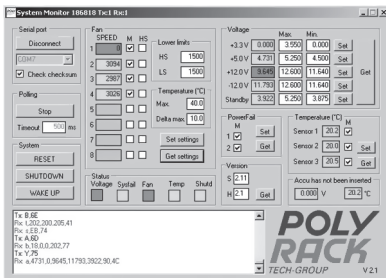 System Monitor 186818 Tx:1 Rx:1
Serial port
Disconnect
COM7
Check checksum
Polling
Stop
Timeout 500 ms
System
RESET
SHUTDOWN
WAKE UP
Fan
SPEED M HS
1 0
2 3094
3 2987
4 3026
5
6
7
8
Lower limits
HS 1500
LS 1500
Temperature (°C)
Max. 40.0
Delta max 10.0
Set settings
Get settings
Status
Voltage Sysfail Fan Temp Shutd
Voltage
Max. Min.
+3.3 V 0.000 3.550 0.000 Set
+5.0 V 4.731 5.250 4.500 Set
+12.0 V 9.645 12.600 11.640 Set
-12.0 V 11.793 12.600 11.640 Set
Standby 3.922 5.250 3.875 Set
Get
PowerFail
M
1 Set
2 Get
Version
S 2.11
H 2.1 Get
Temperature (°C)
M
Sensor 1 20.2
Sensor 2 20.0 Set
Sensor 3 20.5 Get
Accu has not been inserted
0.000 V 20.2 °C
Tx: B,6E
Rx: t,202,200,205,41
Rx: s,EB,74
Tx: A,6D
Rx: b,18,0,0,202,77
Tx: Y,75
Rx: a,4731,0,9645,11793,3922,90,4C
POLY
RACK
TECH-GROUP V 2.1